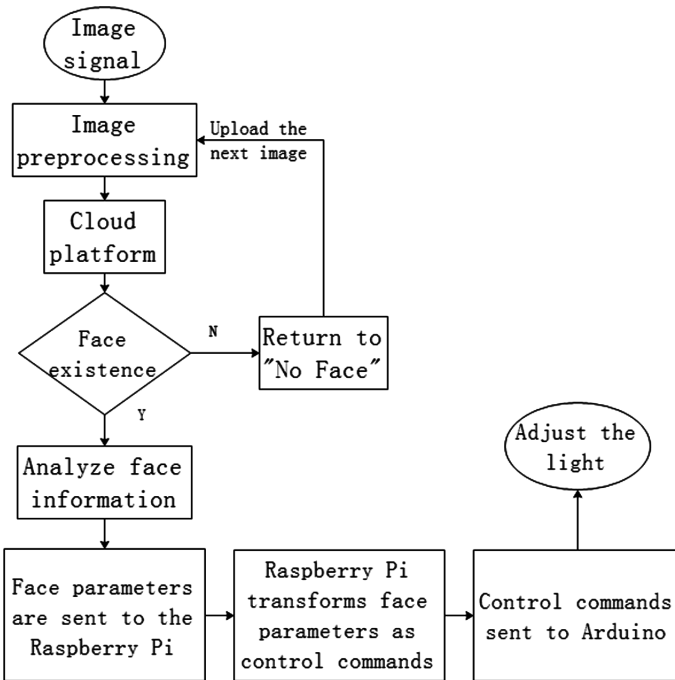 Image
signal
Image
preprocessing
Upload the
next image
Cloud
platform
Face
existence
N
Return to
"No Face"
Y
Analyze face
information
Adjust the
light
Face parameters
are sent to the
Raspberry Pi
Raspberry Pi
transforms face
parameters as
control commands
Control commands
sent to Arduino